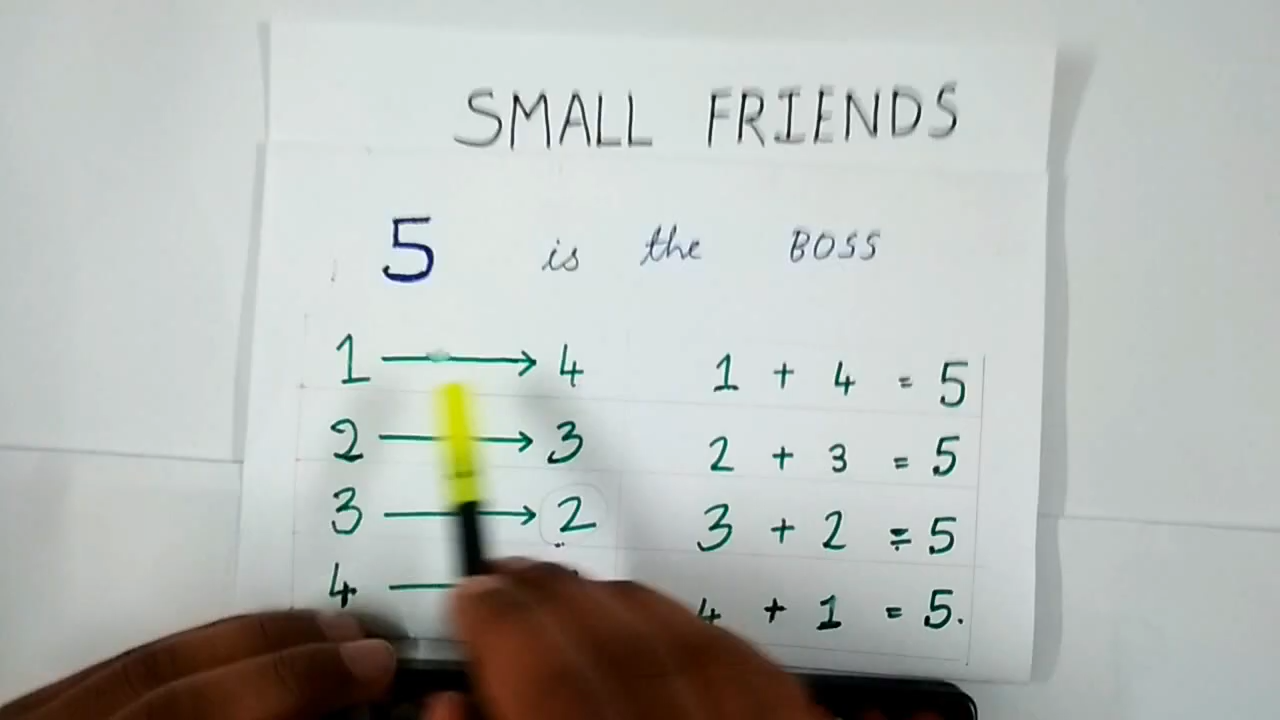 SMALL FRIENDS
5 is the BOSS
1 → 4 1 + 4 = 5
2 → 3 2 + 3 = 5
3 → 2 3 + 2 = 5
4 4 + 1 = 5.